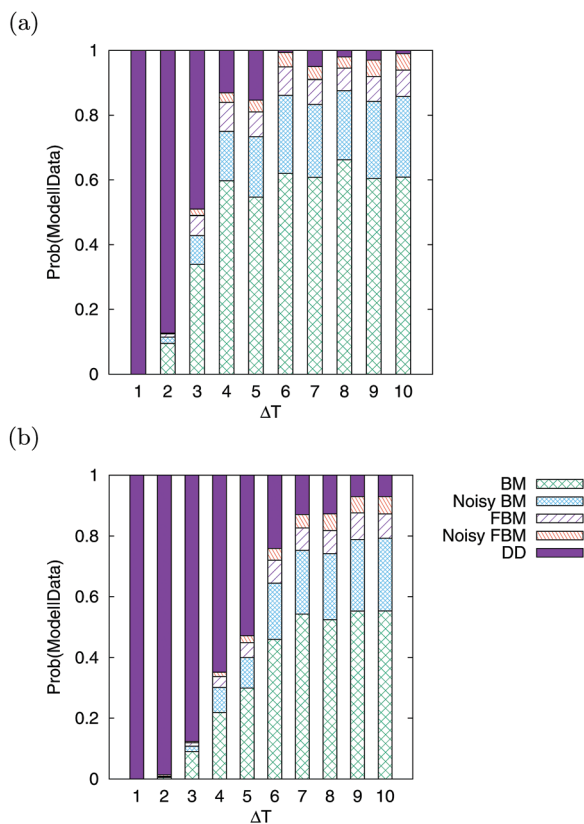 (a)
1
0.8
0.6
0.4
0.2
0
Prob(Model|Data)
1 2 3 4 5 6 7 8 9 10
ΔT
(b)
1
0.8
0.6
0.4
0.2
0
Prob(Model|Data)
1 2 3 4 5 6 7 8 9 10
ΔT
BM
Noisy BM
FBM
Noisy FBM
DD